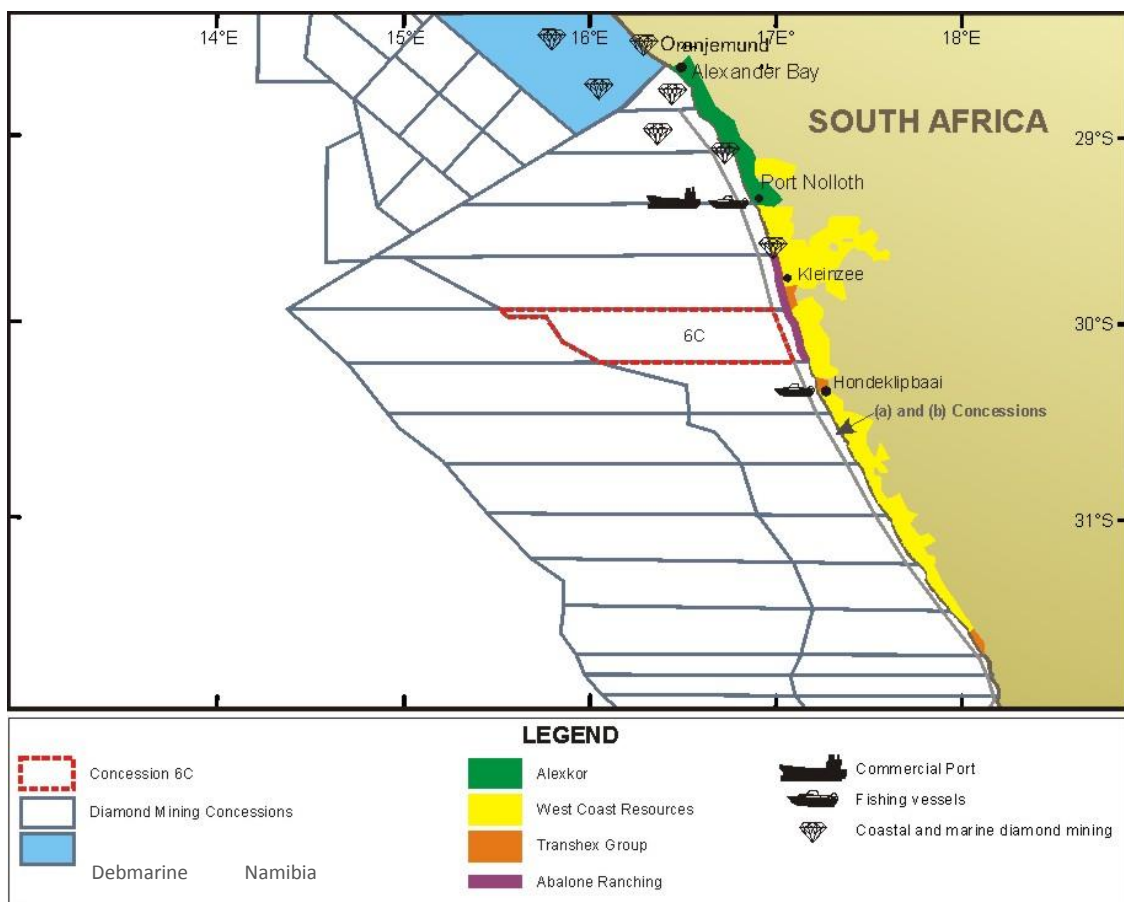 14°E 15°E 16°E 17°E 18°E
Oranjemund
Alexander Bay
SOUTH AFRICA
29°S
Port Nolloth
Kleinzee
30°S
6C
Hondeklipbaai
(a) and (b) Concessions
31°S
LEGEND
Concession 6C
Diamond Mining Concessions
Debmarine Namibia
Alexkor
West Coast Resources
Transhex Group
Abalone Ranching
Commercial Port
Fishing vessels
Coastal and marine diamond mining